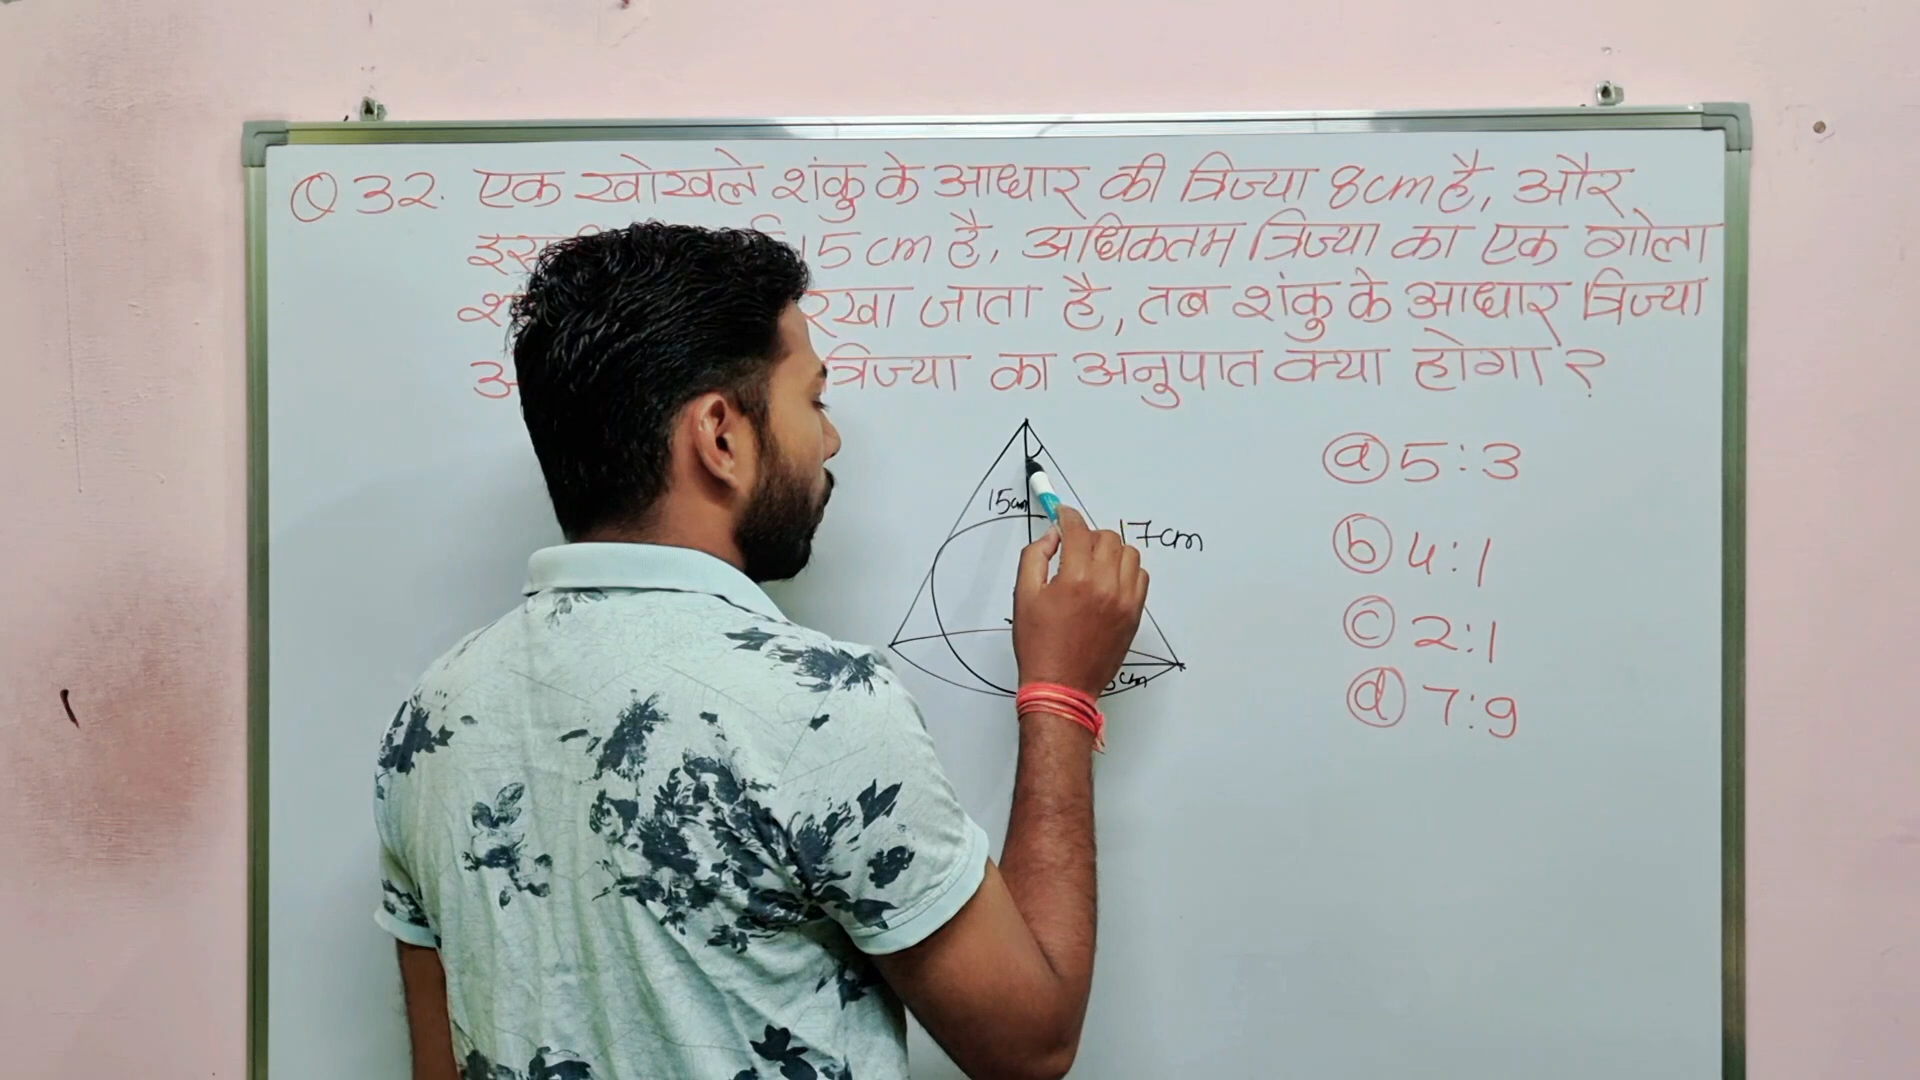 Q 32. एक खोखले शंकु के आधार की त्रिज्या 8cm है, और
15 cm है, अधिकतम त्रिज्या का एक गोला
रखा जाता है, तब शंकु के आधार त्रिज्या
त्रिज्या का अनुपात क्या होगा?
15cm
17cm
ⓐ 5:3
ⓑ 4:1
ⓒ 2:1
ⓓ 7:9